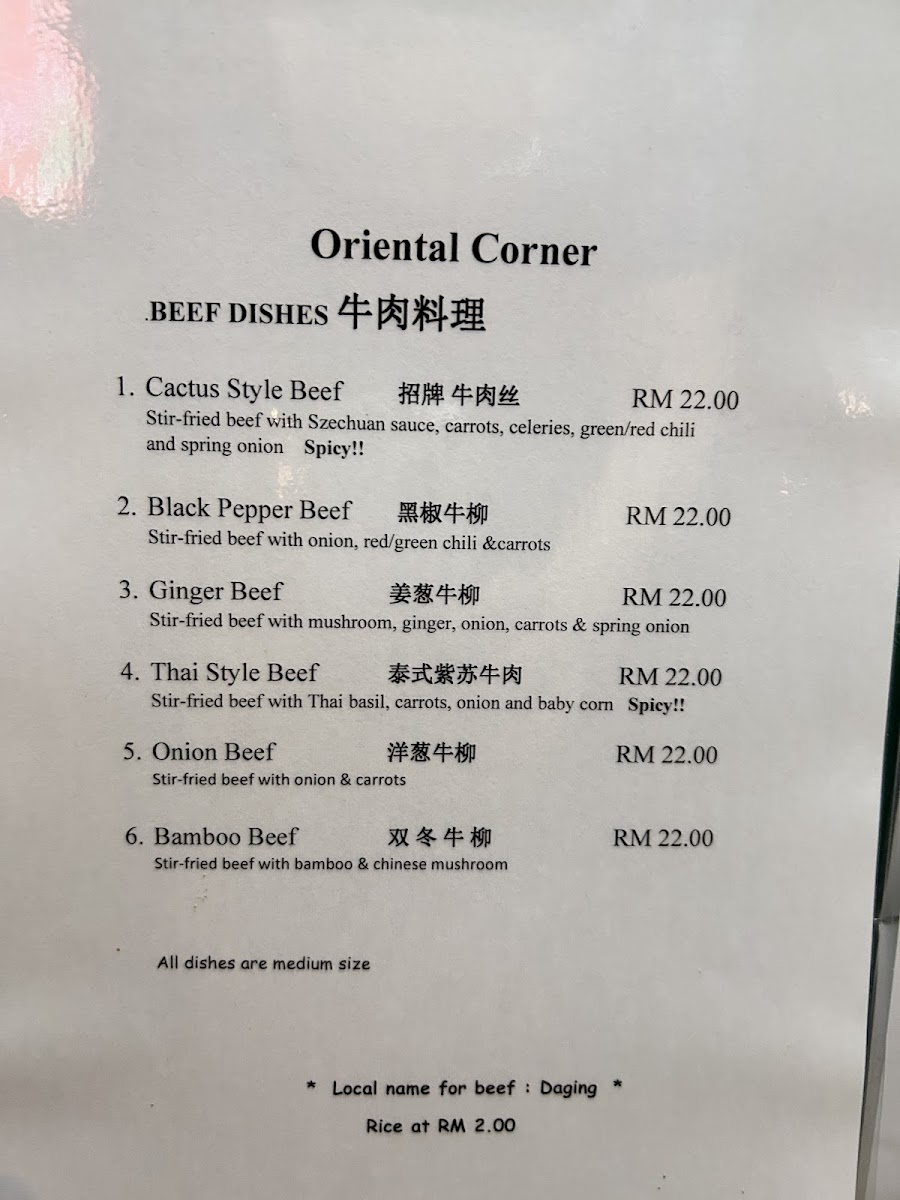 Oriental Corner
.BEEF DISHES 牛肉料理
1. Cactus Style Beef 招牌 牛肉丝 RM 22.00
Stir-fried beef with Szechuan sauce, carrots, celeries, green/red chili
and spring onion Spicy!!
2. Black Pepper Beef 黑椒牛柳 RM 22.00
Stir-fried beef with onion, red/green chili &carrots
3. Ginger Beef 姜葱牛柳 RM 22.00
Stir-fried beef with mushroom, ginger, onion, carrots & spring onion
4. Thai Style Beef 泰式紫苏牛肉 RM 22.00
Stir-fried beef with Thai basil, carrots, onion and baby corn Spicy!!
5. Onion Beef 洋葱牛柳 RM 22.00
Stir-fried beef with onion & carrots
6. Bamboo Beef 双冬牛柳 RM 22.00
Stir-fried beef with bamboo & chinese mushroom
All dishes are medium size
* Local name for beef : Daging *
Rice at RM 2.00